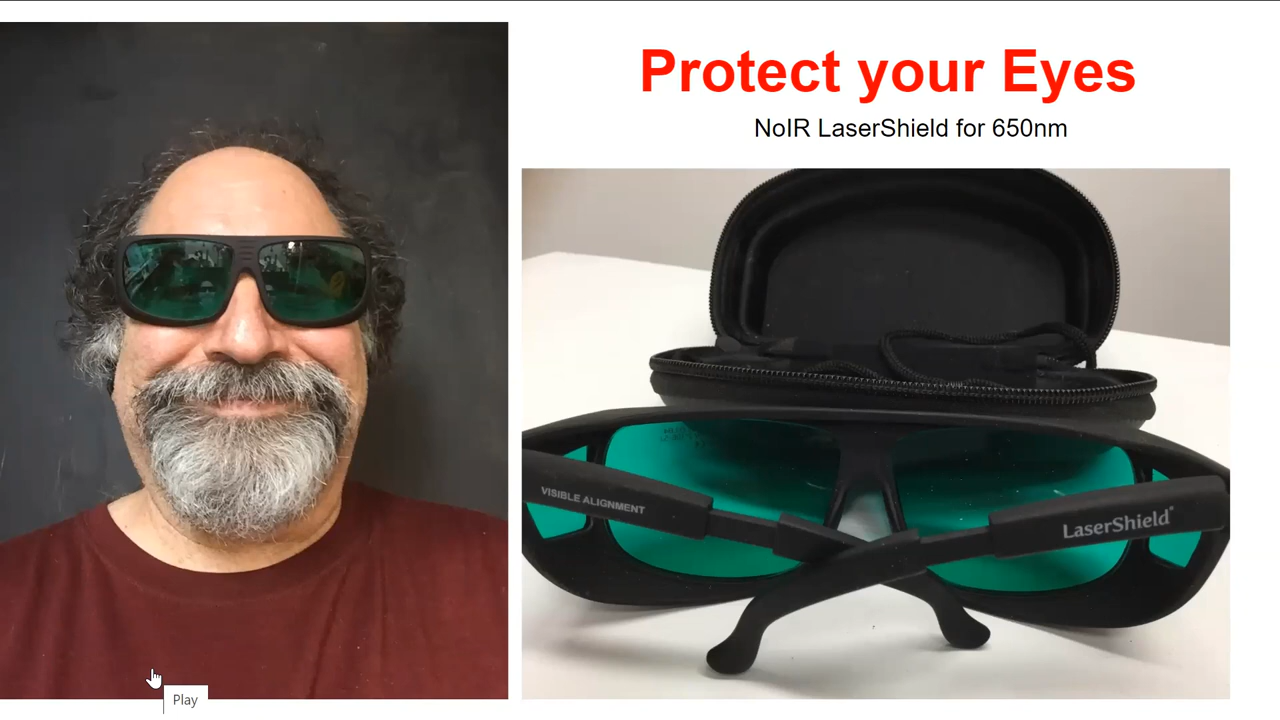 Protect your Eyes
NoIR LaserShield for 650nm
VISIBLE ALIGNMENT
LaserShield®
Play